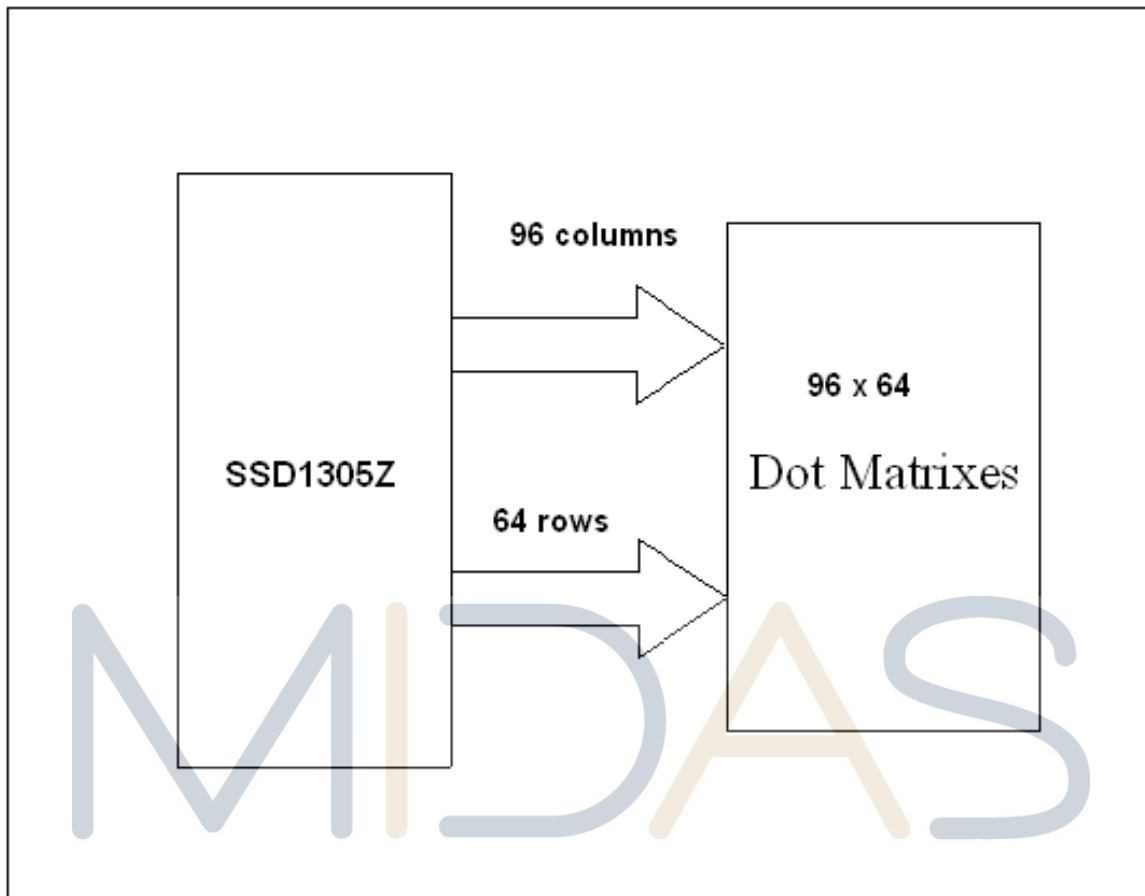 96 columns
96 x 64
SSD1305Z
Dot Matrixes
64 rows
MIDAS